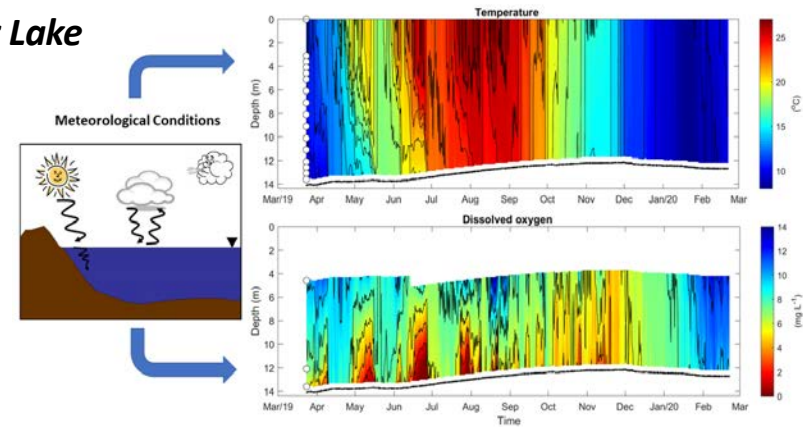 Lake
Meteorological Conditions
Temperature
Depth (m)
0
2
4
6
8
10
12
14
Mar/19 Apr May Jun Jul Aug Sep Oct Nov Dec Jan/20 Feb Mar
25
20
15
10
(°C)
Dissolved oxygen
Depth (m)
0
2
4
6
8
10
12
14
Mar/19 Apr May Jun Jul Aug Sep Oct Nov Dec Jan/20 Feb Mar
Time
14
12
10
8
6
4
2
0
(mg L⁻¹)